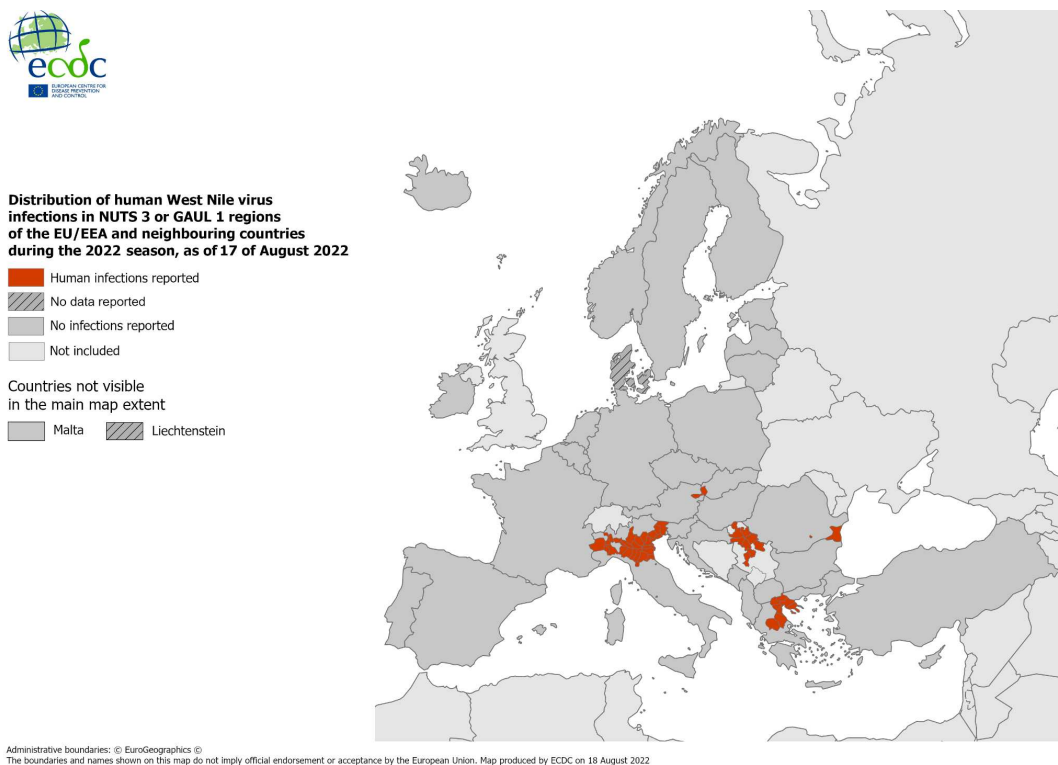 ecdc
EUROPEAN CENTRE FOR
DISEASE PREVENTION
AND CONTROL
Distribution of human West Nile virus
infections in NUTS 3 or GAUL 1 regions
of the EU/EEA and neighbouring countries
during the 2022 season, as of 17 of August 2022
Human infections reported
No data reported
No infections reported
Not included
Countries not visible
in the main map extent
Malta Liechtenstein
Administrative boundaries: © EuroGeographics ©
The boundaries and names shown on this map do not imply official endorsement or acceptance by the European Union. Map produced by ECDC on 18 August 2022